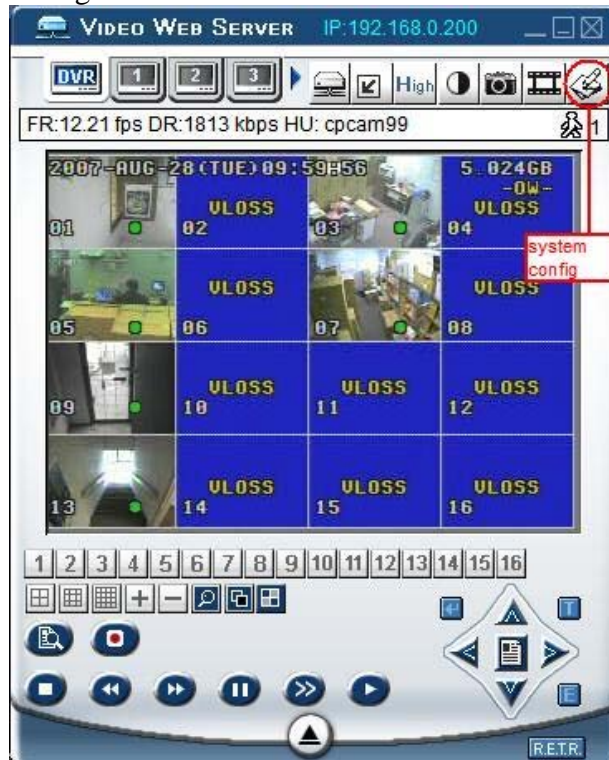 VIDEO WEB SERVER IP:192.168.0.200
DVR 1 2 3 High
FR:12.21 fps DR:1813 kbps HU: cpcam99 1
2007-AUG-28(TUE)09:59H56 5.024GB
-OW-
VLOSS VLOSS
01 02 03 04
system
config
VLOSS VLOSS
05 06 07 08
VLOSS VLOSS VLOSS
09 10 11 12
VLOSS VLOSS VLOSS
13 14 15 16
1 2 3 4 5 6 7 8 9 10 11 12 13 14 15 16
T
E
R.E.T.R.